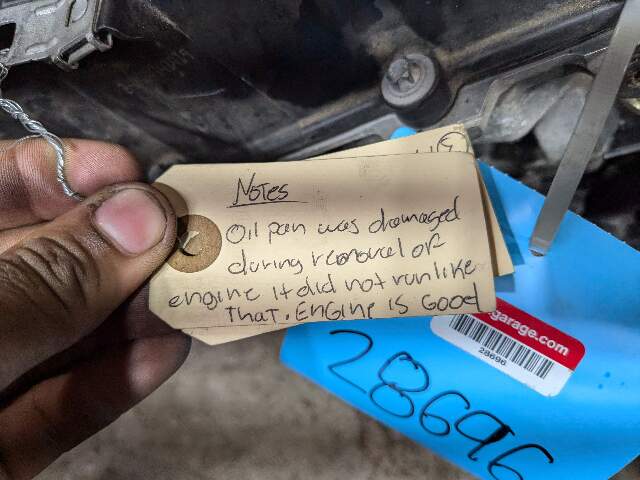 Notes
Oil pan was damaged
during removal of
engine it did not run like
that. ENGINE IS GOOD
garage.com
28696
28696